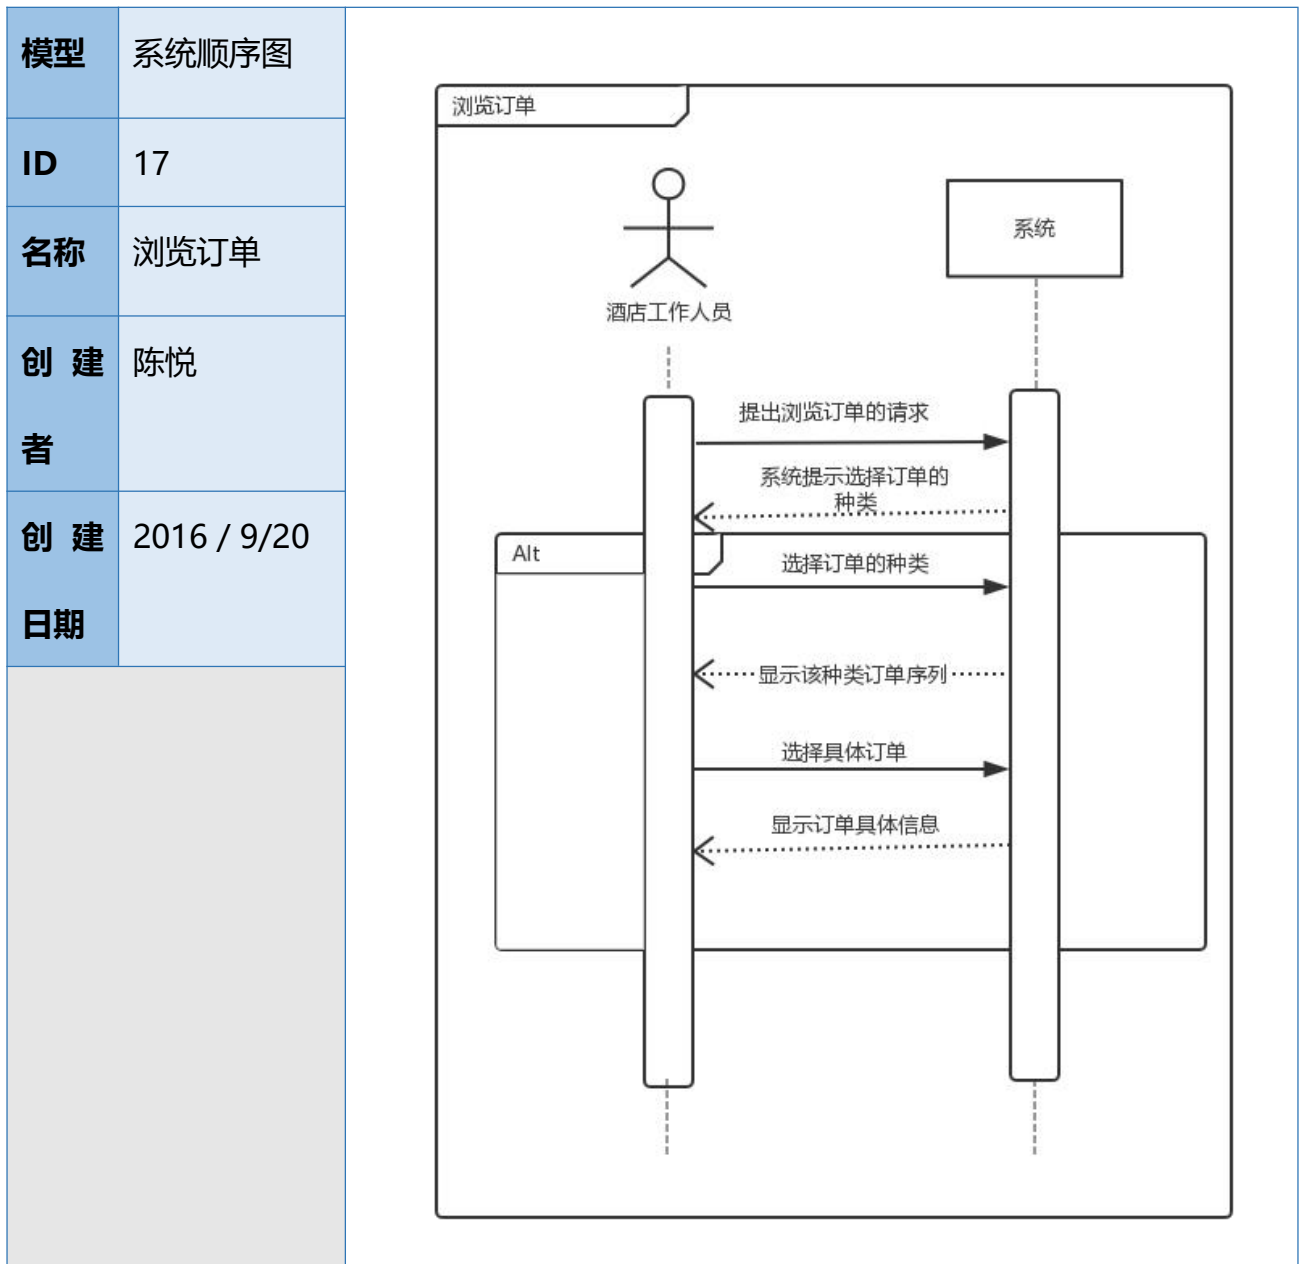 模型
系统顺序图
ID
17
名称
浏览订单
创 建
者
陈悦
创 建
日期
2016 / 9/20
浏览订单
酒店工作人员
系统
提出浏览订单的请求
系统提示选择订单的
种类
Alt
选择订单的种类
显示该种类订单序列
选择具体订单
显示订单具体信息